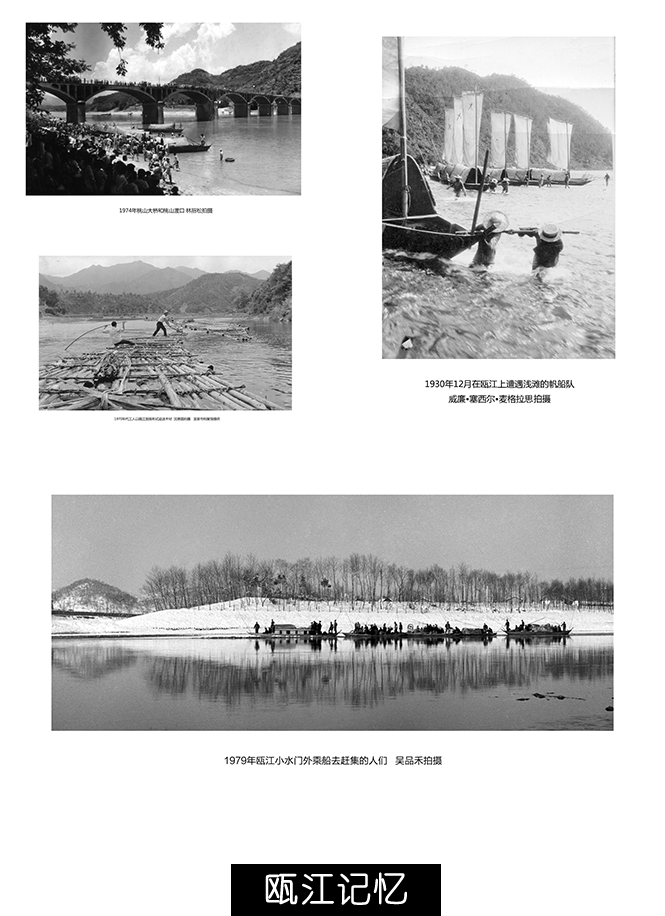 1974年桃山大桥和桃山渡口 林辰松拍摄
1930年12月在瓯江上遭遇浅滩的帆船队
威廉•塞西尔•麦格拉思拍摄
1979年瓯江小水门外乘船去赶集的人们 吴品禾拍摄
瓯江记忆